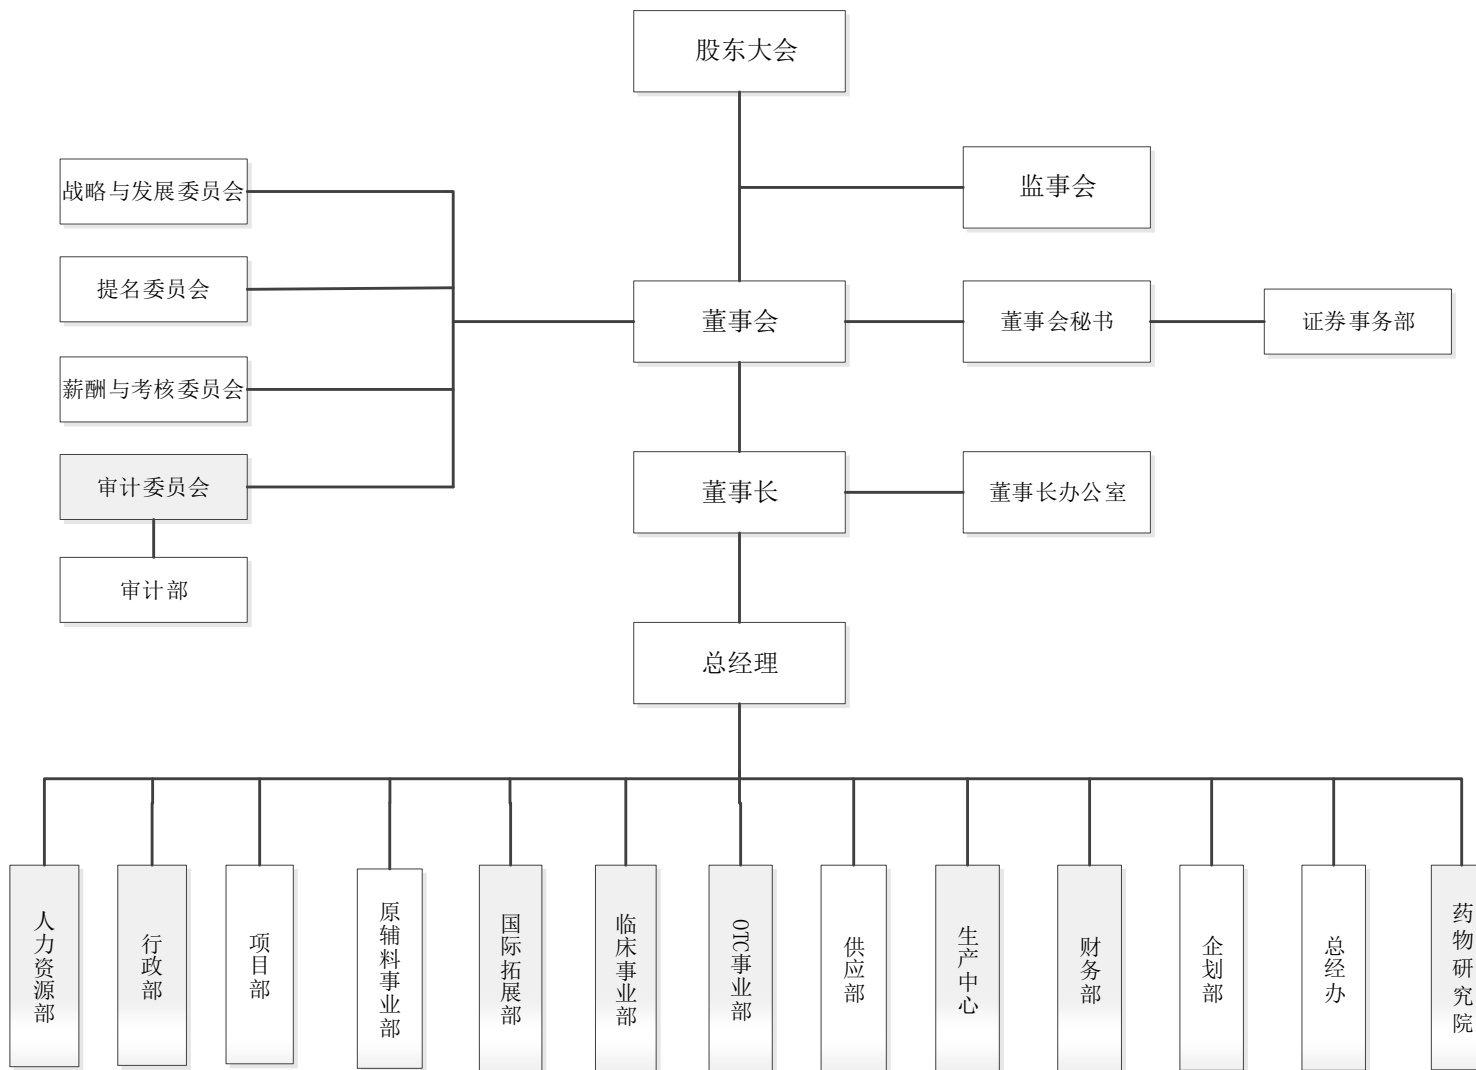 股东大会
监事会
战略与发展委员会
提名委员会
董事会
董事会秘书
证券事务部
薪酬与考核委员会
审计委员会
董事长
董事长办公室
审计部
总经理
人力资源部
行政部
项目部
原辅料事业部
国际拓展部
临床事业部
OTC事业部
供应部
生产中心
财务部
企划部
总经办
药物研究院